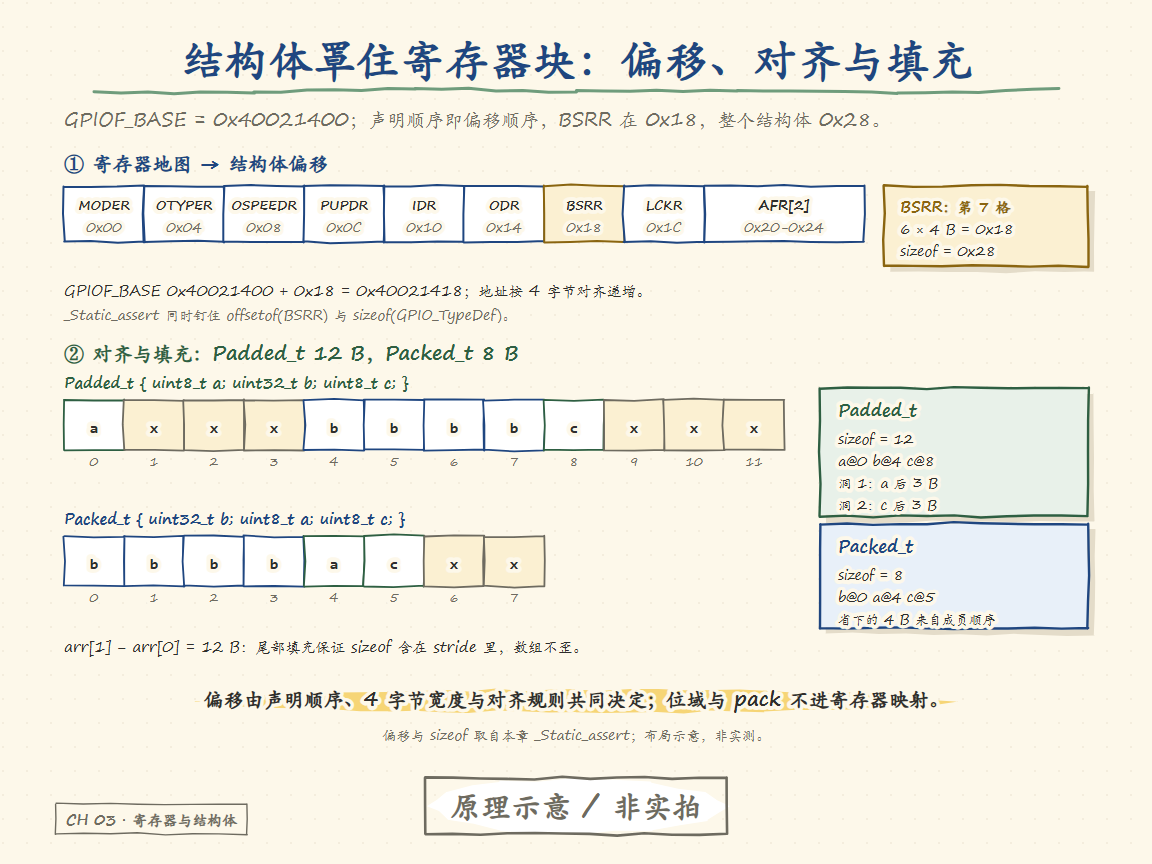 结构体罩住寄存器块：偏移、对齐与填充
GPIOF_BASE = 0x40021400；声明顺序即偏移顺序，BSRR 在 0x18，整个结构体 0x28。
① 寄存器地图 → 结构体偏移
MODER OTYPER OSPEEDR PUPDR IDR ODR BSRR LCKR AFR[2]
0x00 0x04 0x08 0x0C 0x10 0x14 0x18 0x1C 0x20-0x24
BSRR：第 7 格
6 × 4 B = 0x18
sizeof = 0x28
GPIOF_BASE 0x40021400 + 0x18 = 0x40021418；地址按 4 字节对齐递增。
_Static_assert 同时钉住 offsetof(BSRR) 与 sizeof(GPIO_TypeDef)。
② 对齐与填充：Padded_t 12 B，Packed_t 8 B
Padded_t { uint8_t a; uint32_t b; uint8_t c; }
a x x x b b b b c x x x
0 1 2 3 4 5 6 7 8 9 10 11
Padded_t
sizeof = 12
a@0 b@4 c@8
洞 1：a 后 3 B
洞 2：c 后 3 B
Packed_t { uint32_t b; uint8_t a; uint8_t c; }
b b b b a c x x
0 1 2 3 4 5 6 7
Packed_t
sizeof = 8
b@0 a@4 c@5
省下的 4 B 来自成员顺序
arr[1] − arr[0] = 12 B：尾部填充保证 sizeof 含在 stride 里，数组不歪。
偏移由声明顺序、4 字节宽度与对齐规则共同决定；位域与 pack 不进寄存器映射。
偏移与 sizeof 取自本章 _Static_assert；布局示意，非实测。
原理示意 / 非实拍
CH 03 · 寄存器与结构体